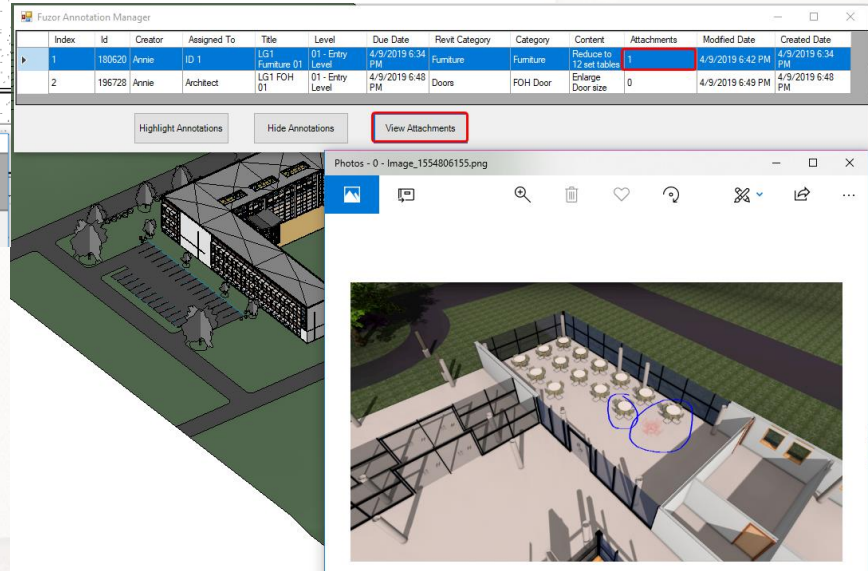 Fuzor Annotation Manager
Index Id Creator Assigned To Title Level Due Date Revit Category Category Content Attachments Modified Date Created Date
1 180620 Annie ID 1 LG1 Furniture 01 01 - Entry Level 4/9/2019 6:34 PM Furniture Furniture Reduce to 12 set tables 1 4/9/2019 6:42 PM 4/9/2019 6:34 PM
2 196728 Annie Architect LG1 FOH 01 01 - Entry Level 4/9/2019 6:48 PM Doors FOH Door Enlarge Door size 0 4/9/2019 6:49 PM 4/9/2019 6:48 PM
Highlight Annotations Hide Annotations View Attachments
Photos - 0 - Image_1554806155.png